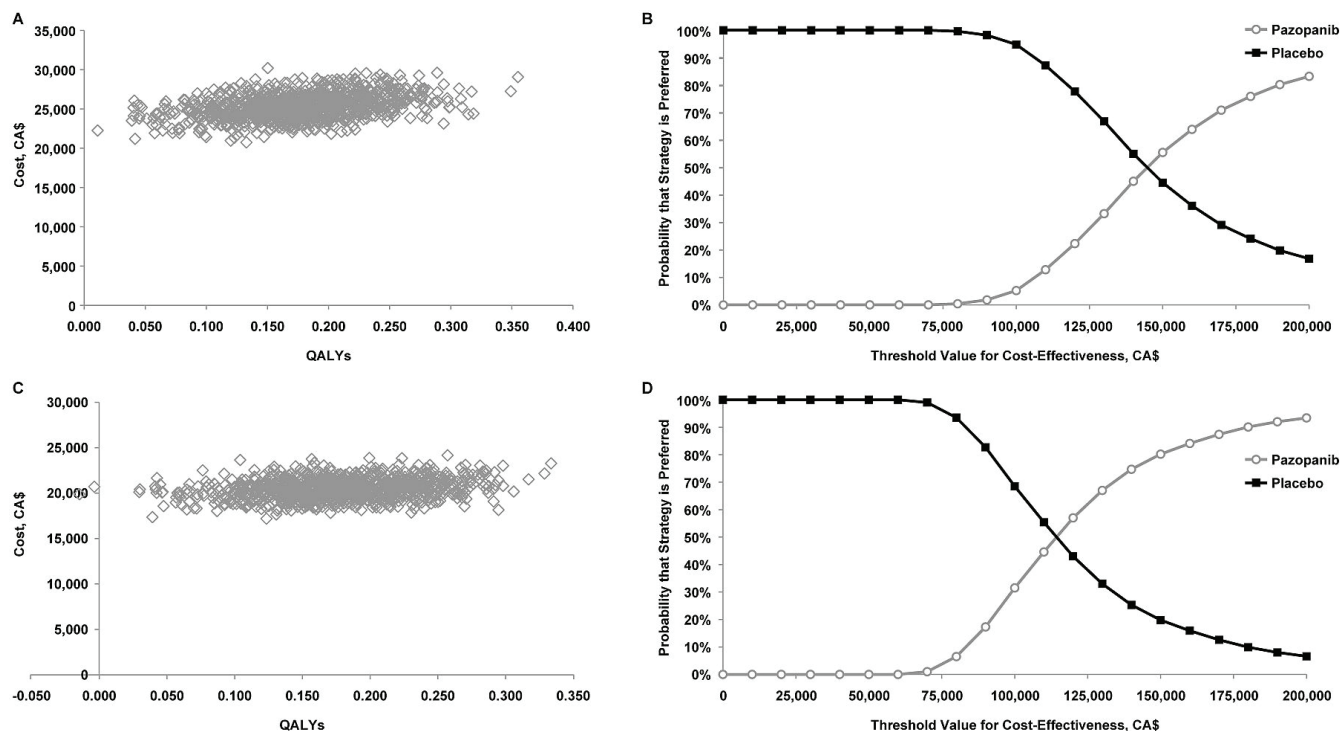 A
Cost, CA$
35,000
30,000
25,000
20,000
15,000
10,000
5,000
0
0.000 0.050 0.100 0.150 0.200 0.250 0.300 0.350 0.400
QALYs
B
Probability that Strategy is Preferred
100%
90%
80%
70%
60%
50%
40%
30%
20%
10%
0%
Pazopanib
Placebo
0 25,000 50,000 75,000 100,000 125,000 150,000 175,000 200,000
Threshold Value for Cost-Effectiveness, CA$
C
Cost, CA$
30,000
25,000
20,000
15,000
10,000
5,000
0
-0.050 0.000 0.050 0.100 0.150 0.200 0.250 0.300 0.350
QALYs
D
Probability that Strategy is Preferred
100%
90%
80%
70%
60%
50%
40%
30%
20%
10%
0%
Pazopanib
Placebo
0 25,000 50,000 75,000 100,000 125,000 150,000 175,000 200,000
Threshold Value for Cost-Effectiveness, CA$